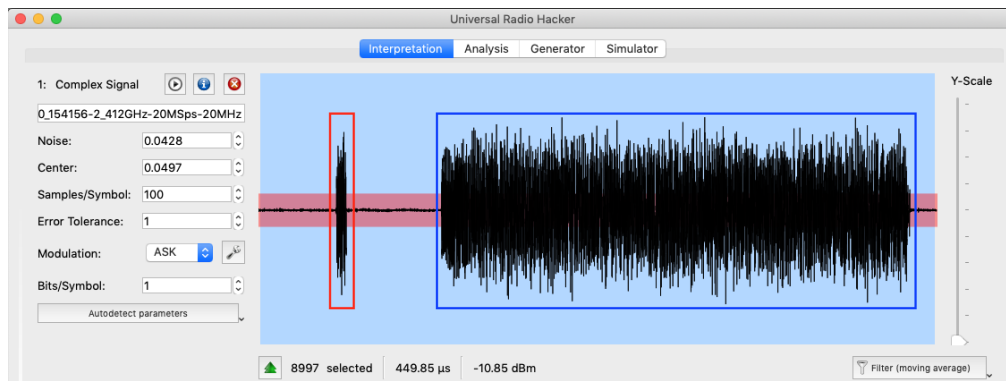 Universal Radio Hacker
Interpretation Analysis Generator Simulator
1: Complex Signal
0_154156-2_412GHz-20MSps-20MHz
Noise: 0.0428
Center: 0.0497
Samples/Symbol: 100
Error Tolerance: 1
Modulation: ASK
Bits/Symbol: 1
Autodetect parameters
Y-Scale
8997 selected 449.85 µs -10.85 dBm
Filter (moving average)